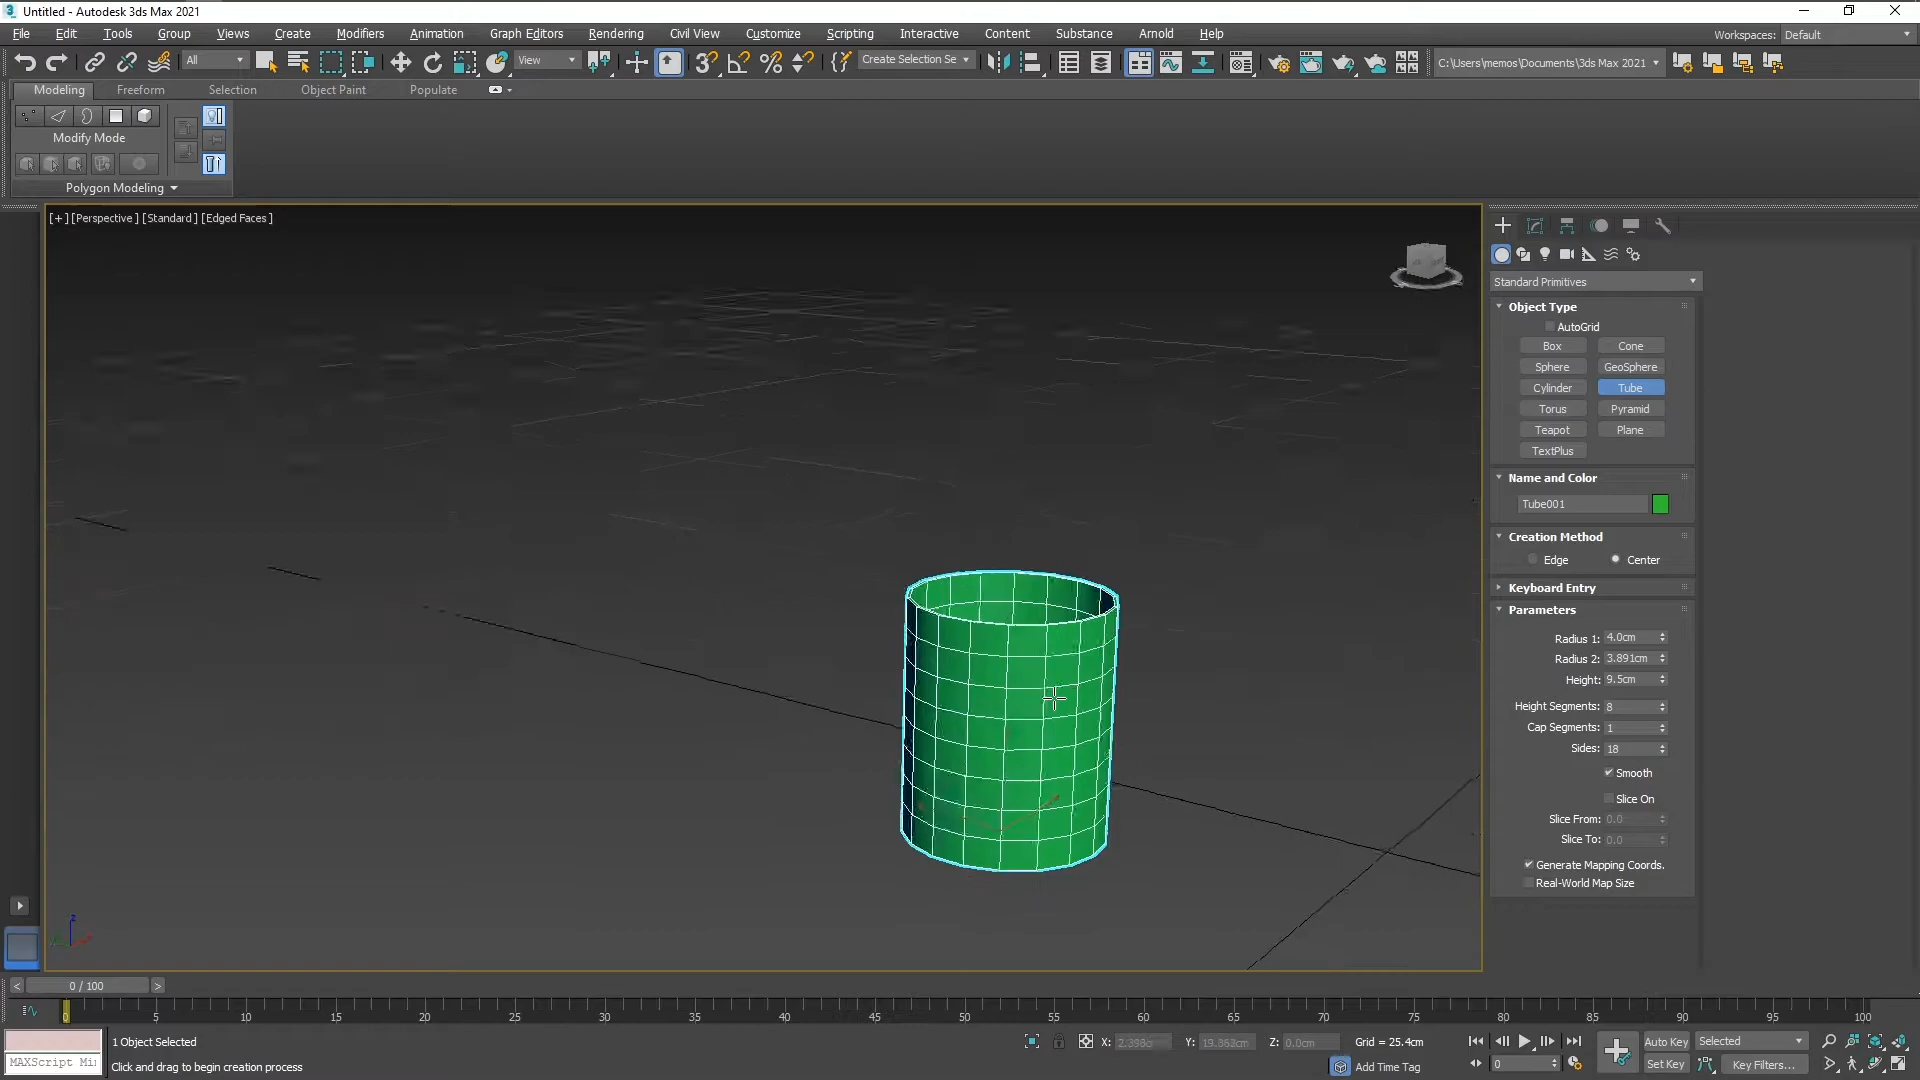 Untitled - Autodesk 3ds Max 2021
File Edit Tools Group Views Create Modifiers Animation Graph Editors Rendering Civil View Customize Scripting Interactive Content Substance Arnold Help
Workspaces: Default
All View Create Selection Se C:\Users\memos\Documents\3ds Max 2021
Modeling Freeform Selection Object Paint Populate
Modify Mode
Polygon Modeling
[+][Perspective][Standard][Edged Faces]
Standard Primitives
Object Type
AutoGrid
Box Cone
Sphere GeoSphere
Cylinder Tube
Torus Pyramid
Teapot Plane
TextPlus
Name and Color
Tube001
Creation Method
Edge Center
Keyboard Entry
Parameters
Radius 1: 4.0cm
Radius 2: 3.891cm
Height: 9.5cm
Height Segments: 8
Cap Segments: 1
Sides: 18
Smooth
Slice On
Slice From: 0.0
Slice To: 0.0
Generate Mapping Coords.
Real-World Map Size
z
< 0 / 100 >
0 5 10 15 20 25 30 35 40 45 50 55 60 65 70 75 80 85 90 95 100
1 Object Selected
X: Y: Z: 0.0cm Grid = 25.4cm
Auto Key Selected
MAXScript Mi
Click and drag to begin creation process
Add Time Tag
0
Set Key Key Filters...